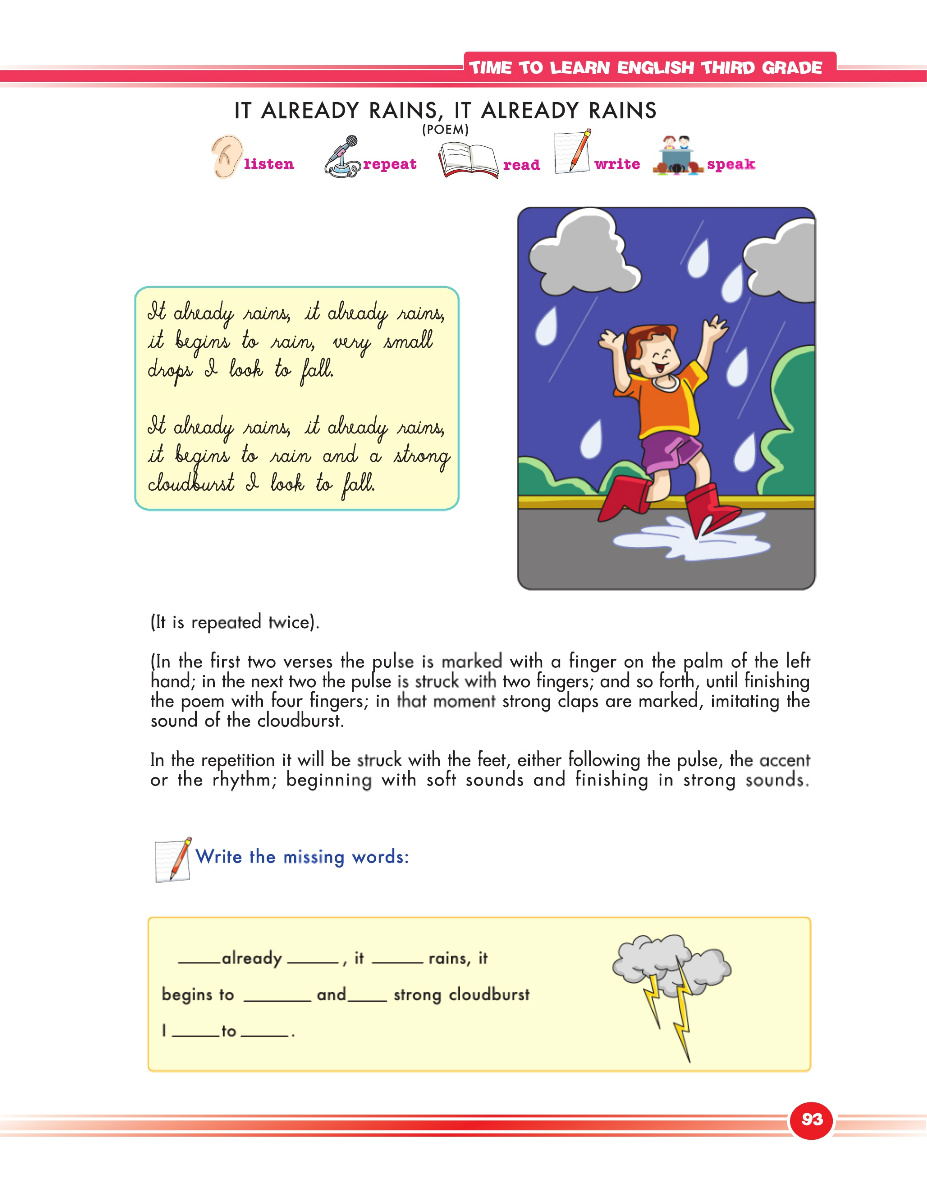 TIME TO LEARN ENGLISH THIRD GRADE
IT ALREADY RAINS, IT ALREADY RAINS
(POEM)
listen repeat read write speak
It already rains, it already rains,
it begins to rain, very small
drops I look to fall.
It already rains, it already rains,
it begins to rain and a strong
cloudburst I look to fall.
(It is repeated twice).
(In the first two verses the pulse is marked with a finger on the palm of the left
hand; in the next two the pulse is struck with two fingers; and so forth, until finishing
the poem with four fingers; in that moment strong claps are marked, imitating the
sound of the cloudburst.
In the repetition it will be struck with the feet, either following the pulse, the accent
or the rhythm; beginning with soft sounds and finishing in strong sounds.
Write the missing words:
_____already ______ , it ______ rains, it
begins to ________ and_____ strong cloudburst
I ______to ______.
93